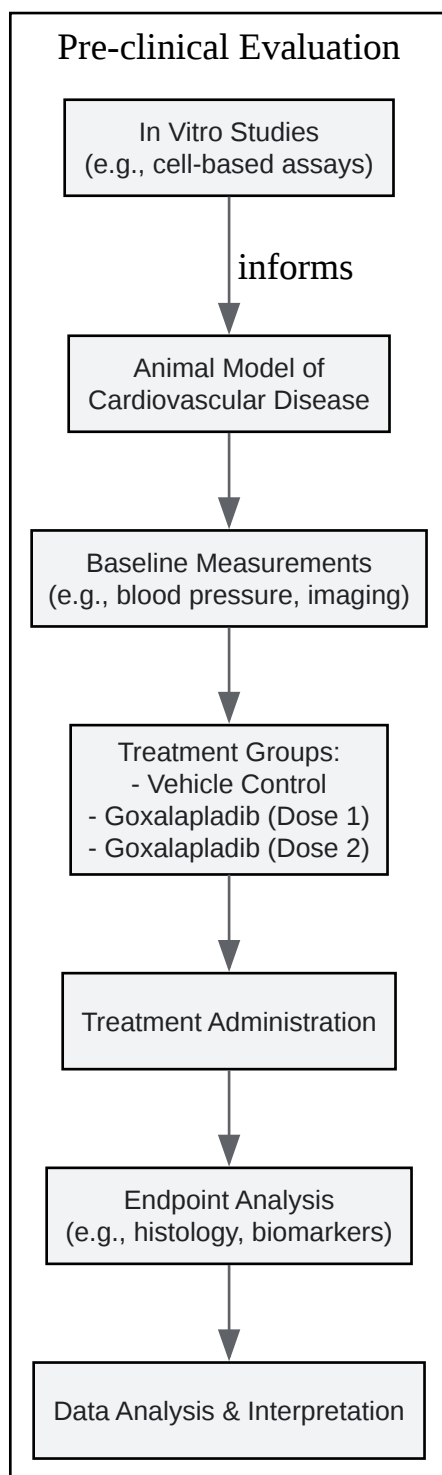 Pre-clinical Evaluation
In Vitro Studies
(e.g., cell-based assays)
informs
Animal Model of
Cardiovascular Disease
Baseline Measurements
(e.g., blood pressure, imaging)
Treatment Groups:
- Vehicle Control
- Goxalapladib (Dose 1)
- Goxalapladib (Dose 2)
Treatment Administration
Endpoint Analysis
(e.g., histology, biomarkers)
Data Analysis & Interpretation